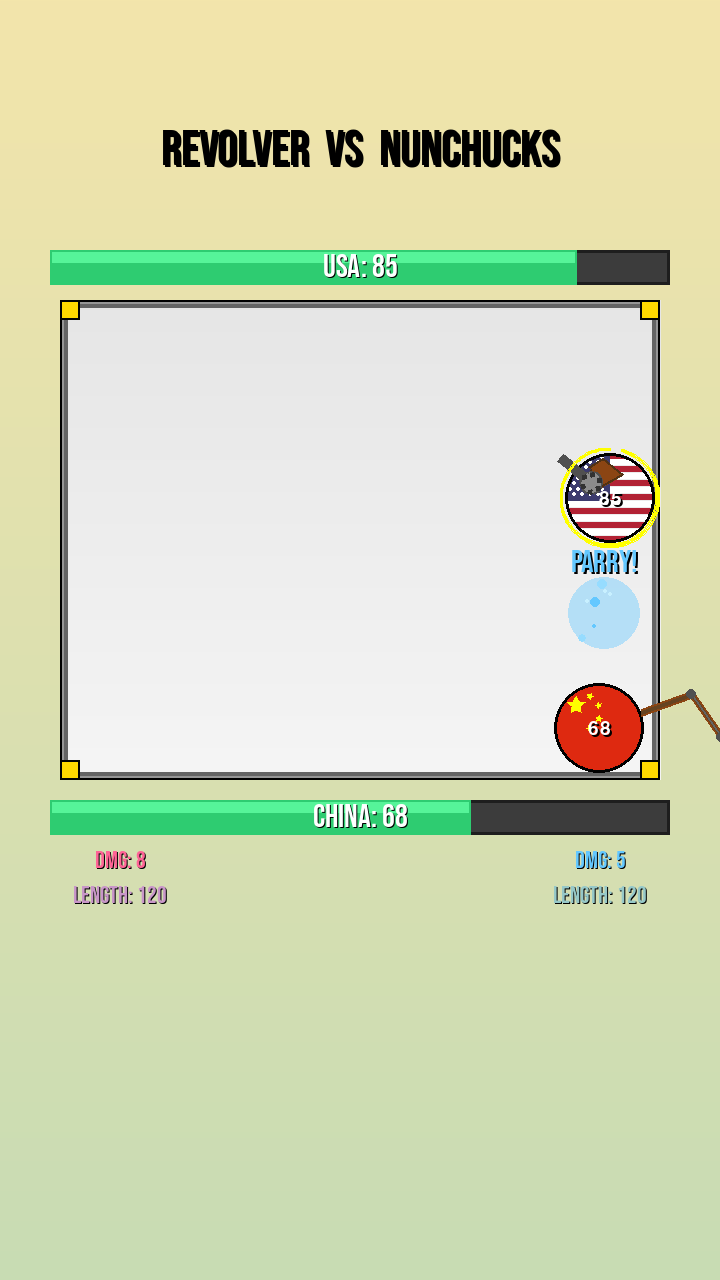 REVOLVER VS NUNCHUCKS
USA: 85
85
PARRY!
68
CHINA: 68
DMG: 8
DMG: 5
LENGTH: 120
LENGTH: 120